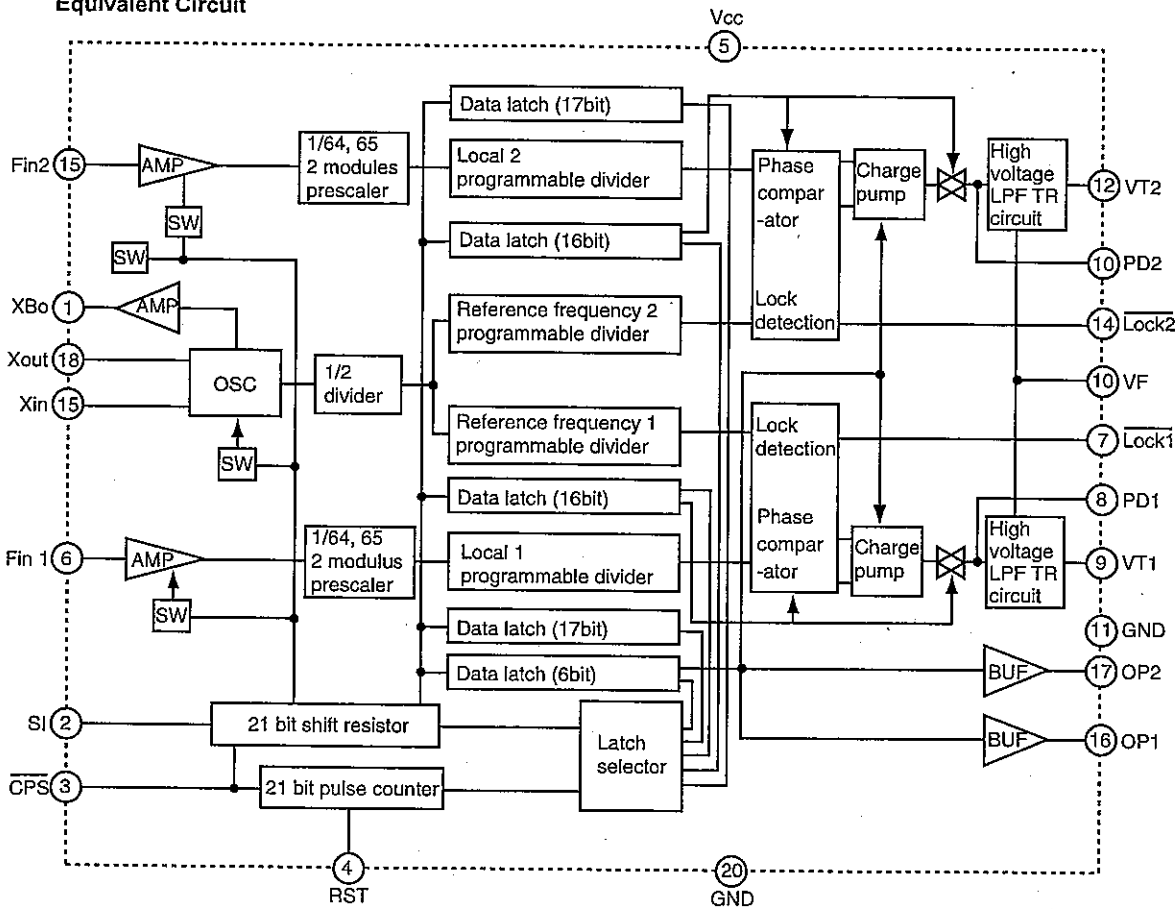 Equivalent Circuit
Vcc
5
Data latch (17bit)
Fin2 15
AMP
1/64, 65
2 modules
prescaler
Local 2
programmable divider
Phase
compar
-ator
Lock
detection
Charge
pump
High
voltage
LPF TR
circuit
12 VT2
SW
SW
Data latch (16bit)
10 PD2
XBo 1
AMP
Reference frequency 2
programmable divider
14 Lock2
Xout 18
OSC
1/2
divider
10 VF
Xin 15
Reference frequency 1
programmable divider
Lock
detection
Phase
compar
-ator
7 Lock1
SW
Data latch (16bit)
8 PD1
Fin 1 6
AMP
1/64, 65
2 modulus
prescaler
Local 1
programmable divider
Charge
pump
High
voltage
LPF TR
circuit
9 VT1
SW
Data latch (17bit)
11 GND
Data latch (6bit)
BUF
17 OP2
SI 2
21 bit shift resistor
Latch
selector
BUF
16 OP1
CPS 3
21 bit pulse counter
4
RST
20
GND